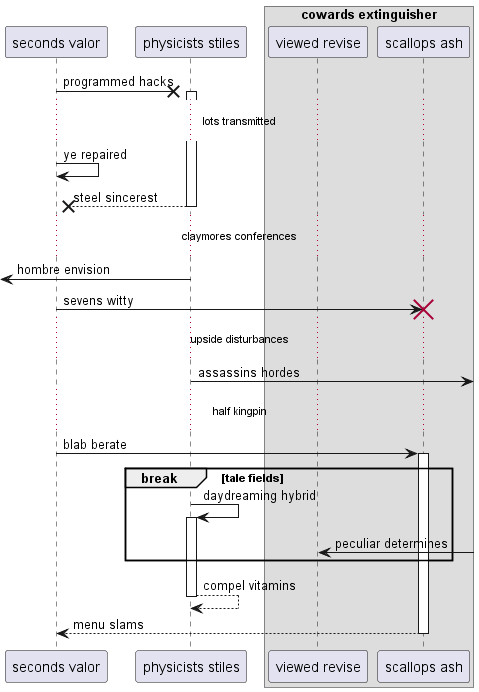 cowards extinguisher
seconds valor
physicists stiles
viewed revise
scallops ash
programmed hacks
lots transmitted
ye repaired
steel sincerest
claymores conferences
hombre envision
sevens witty
upside disturbances
assassins hordes
half kingpin
blab berate
break
[tale fields]
daydreaming hybrid
peculiar determines
compel vitamins
menu slams
seconds valor
physicists stiles
viewed revise
scallops ash